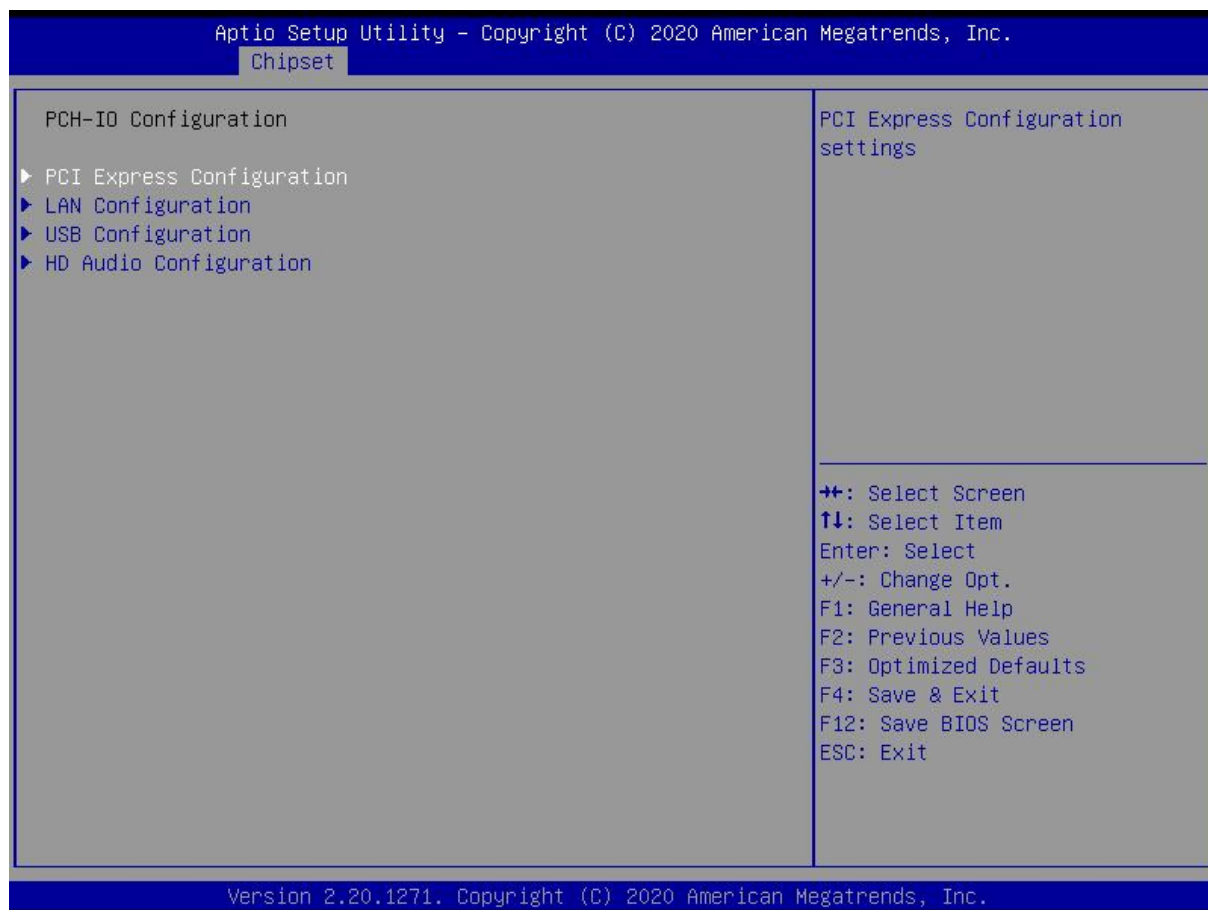 Aptio Setup Utility – Copyright (C) 2020 American Megatrends, Inc.
Chipset
PCH-IO Configuration
▶ PCI Express Configuration
▶ LAN Configuration
▶ USB Configuration
▶ HD Audio Configuration
PCI Express Configuration
settings
→←: Select Screen
↑↓: Select Item
Enter: Select
+/-: Change Opt.
F1: General Help
F2: Previous Values
F3: Optimized Defaults
F4: Save & Exit
F12: Save BIOS Screen
ESC: Exit
Version 2.20.1271. Copyright (C) 2020 American Megatrends, Inc.